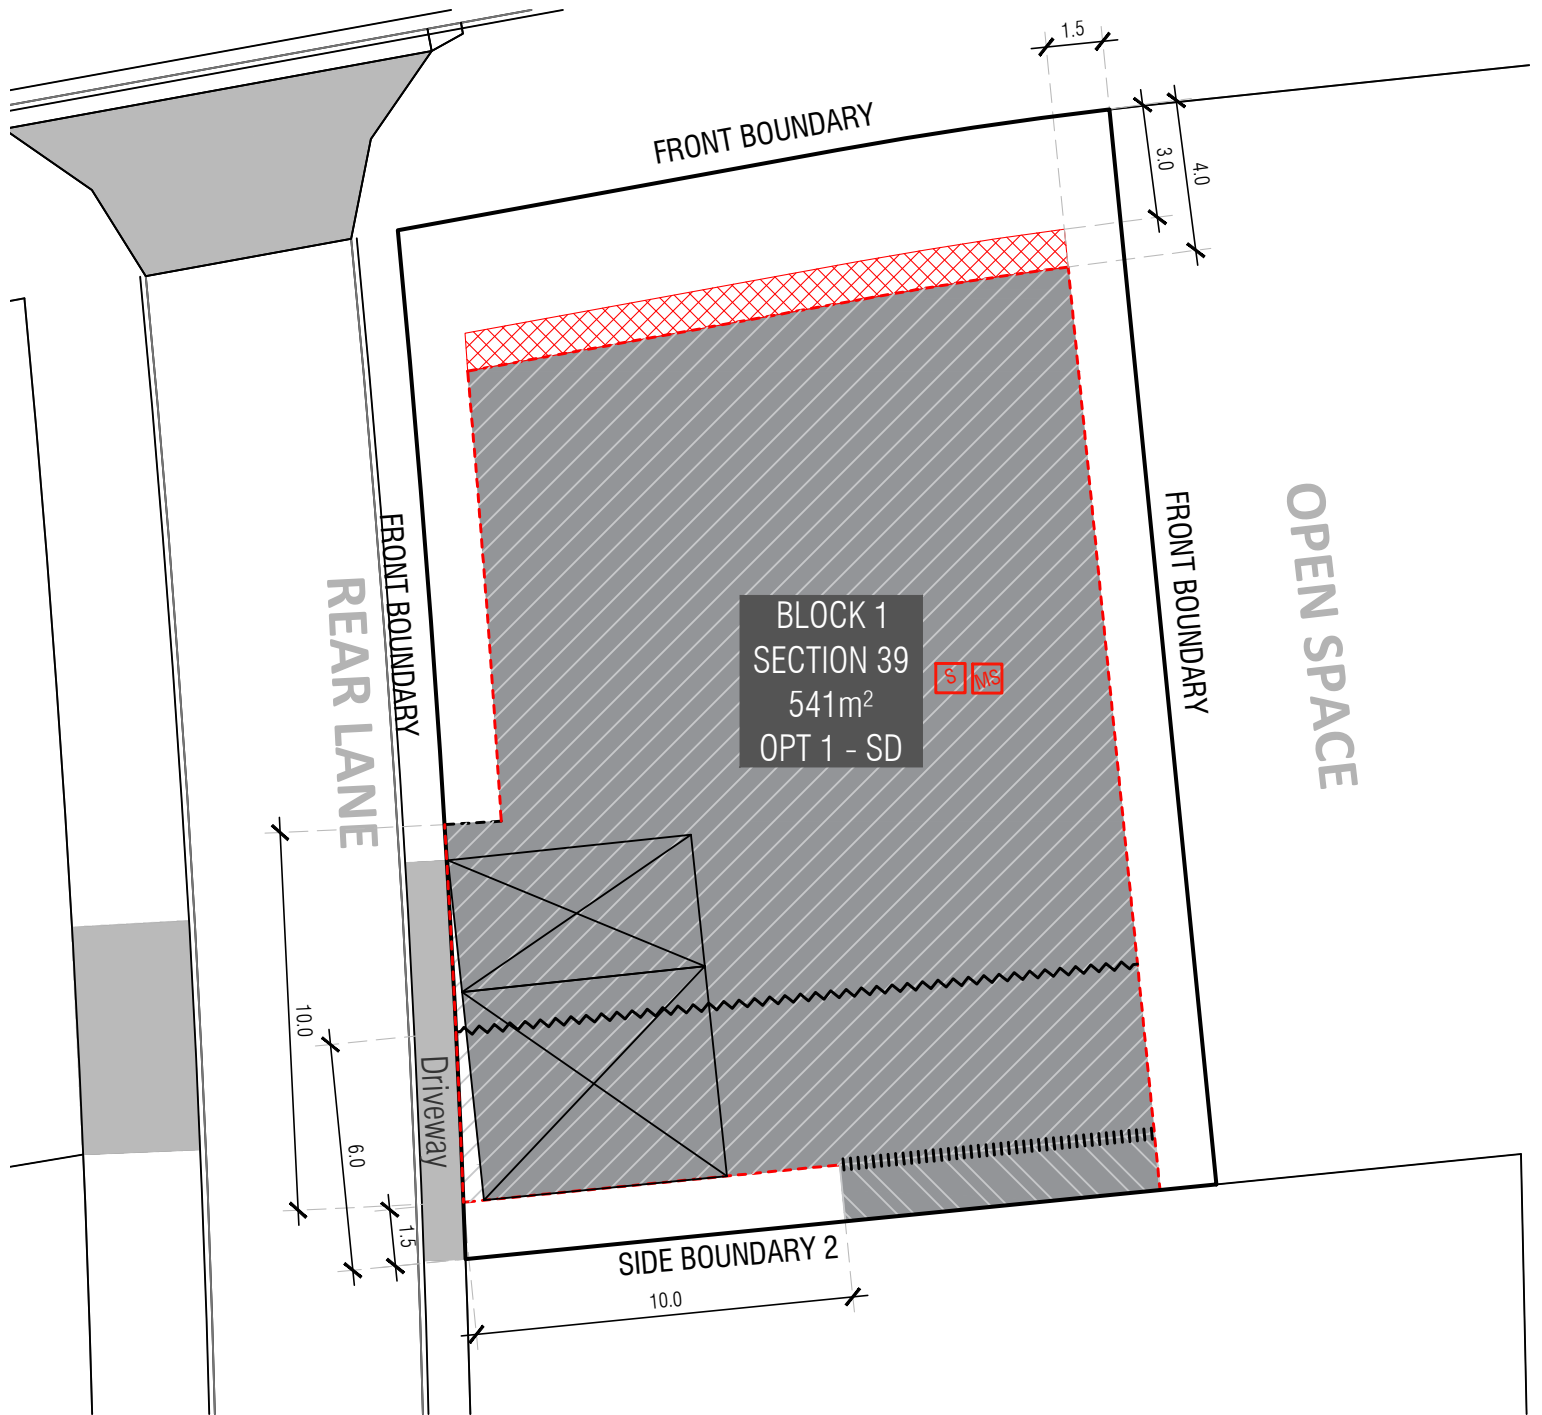 1.5
FRONT BOUNDARY
3.0
4.0
FRONT BOUNDARY
REAR LANE
BLOCK 1
SECTION 39
541m²
OPT 1 - SD
S
MS
FRONT BOUNDARY
OPEN SPACE
10.0
6.0
Driveway
1.5
SIDE BOUNDARY 2
10.0